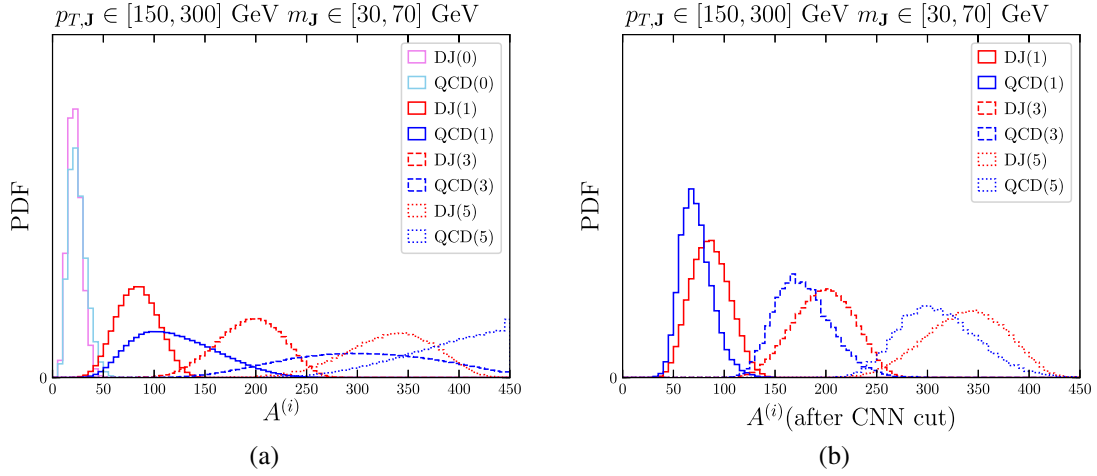 p_{T,J} ∈ [150, 300] GeV m_J ∈ [30, 70] GeV
PDF
DJ(0)
QCD(0)
DJ(1)
QCD(1)
DJ(3)
QCD(3)
DJ(5)
QCD(5)
0
0 50 100 150 200 250 300 350 400 450
A^{(i)}
(a)
p_{T,J} ∈ [150, 300] GeV m_J ∈ [30, 70] GeV
PDF
DJ(1)
QCD(1)
DJ(3)
QCD(3)
DJ(5)
QCD(5)
0
0 50 100 150 200 250 300 350 400 450
A^{(i)}(after CNN cut)
(b)